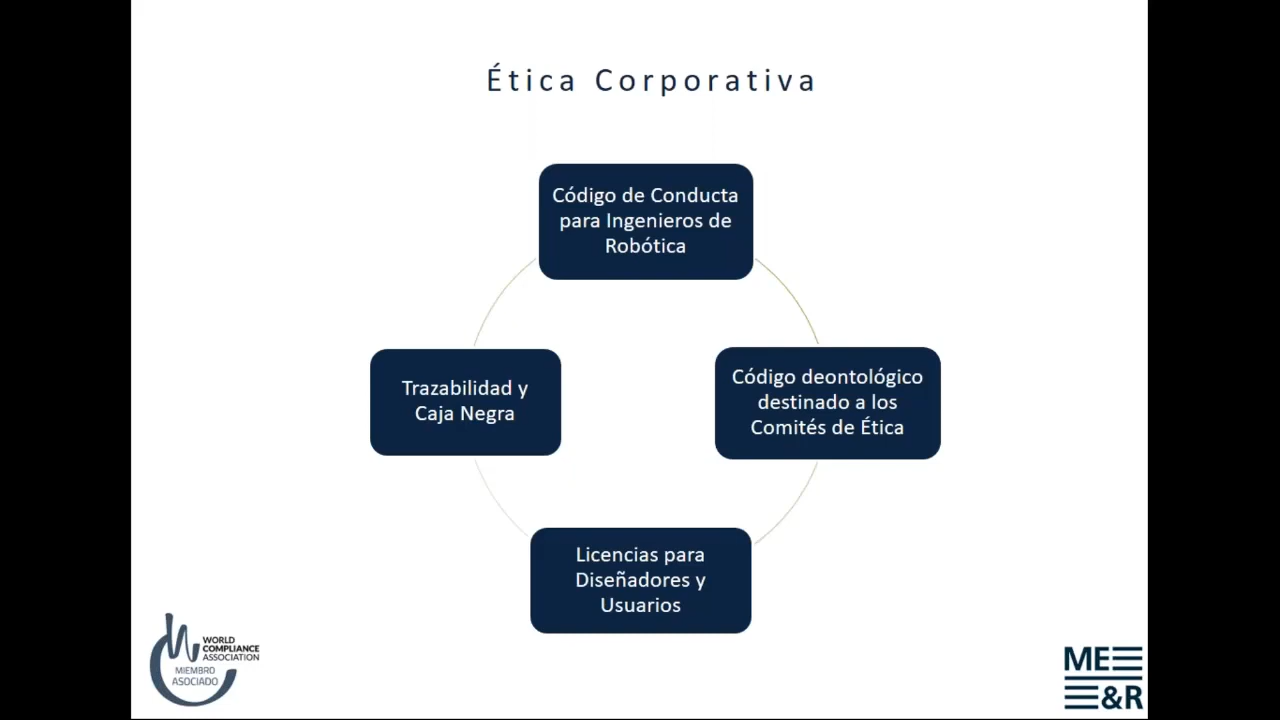 Ética Corporativa
Código de Conducta
para Ingenieros de
Robótica
Trazabilidad y
Caja Negra
Código deontológico
destinado a los
Comités de Ética
Licencias para
Diseñadores y
Usuarios
WORLD
COMPLIANCE
ASSOCIATION
MIEMBRO
ASOCIADO
ME
&R